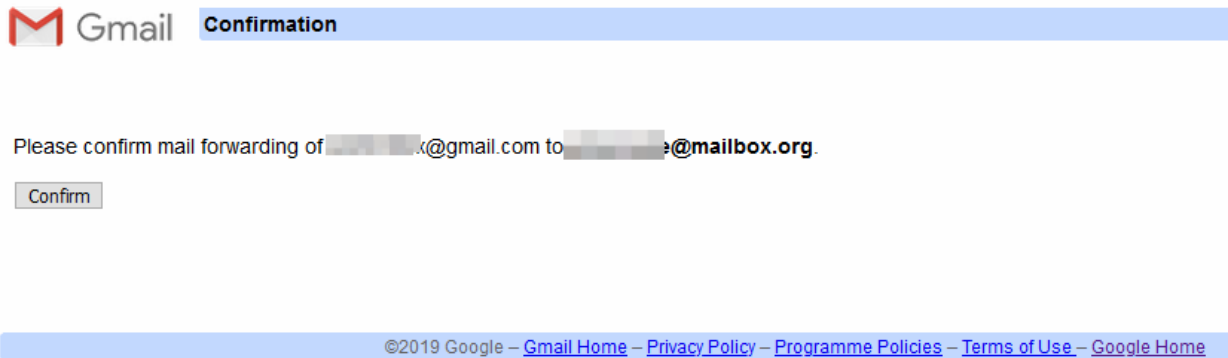 Gmail
Confirmation
Please confirm mail forwarding of x@gmail.com to e@mailbox.org.
Confirm
©2019 Google – Gmail Home – Privacy Policy – Programme Policies – Terms of Use – Google Home